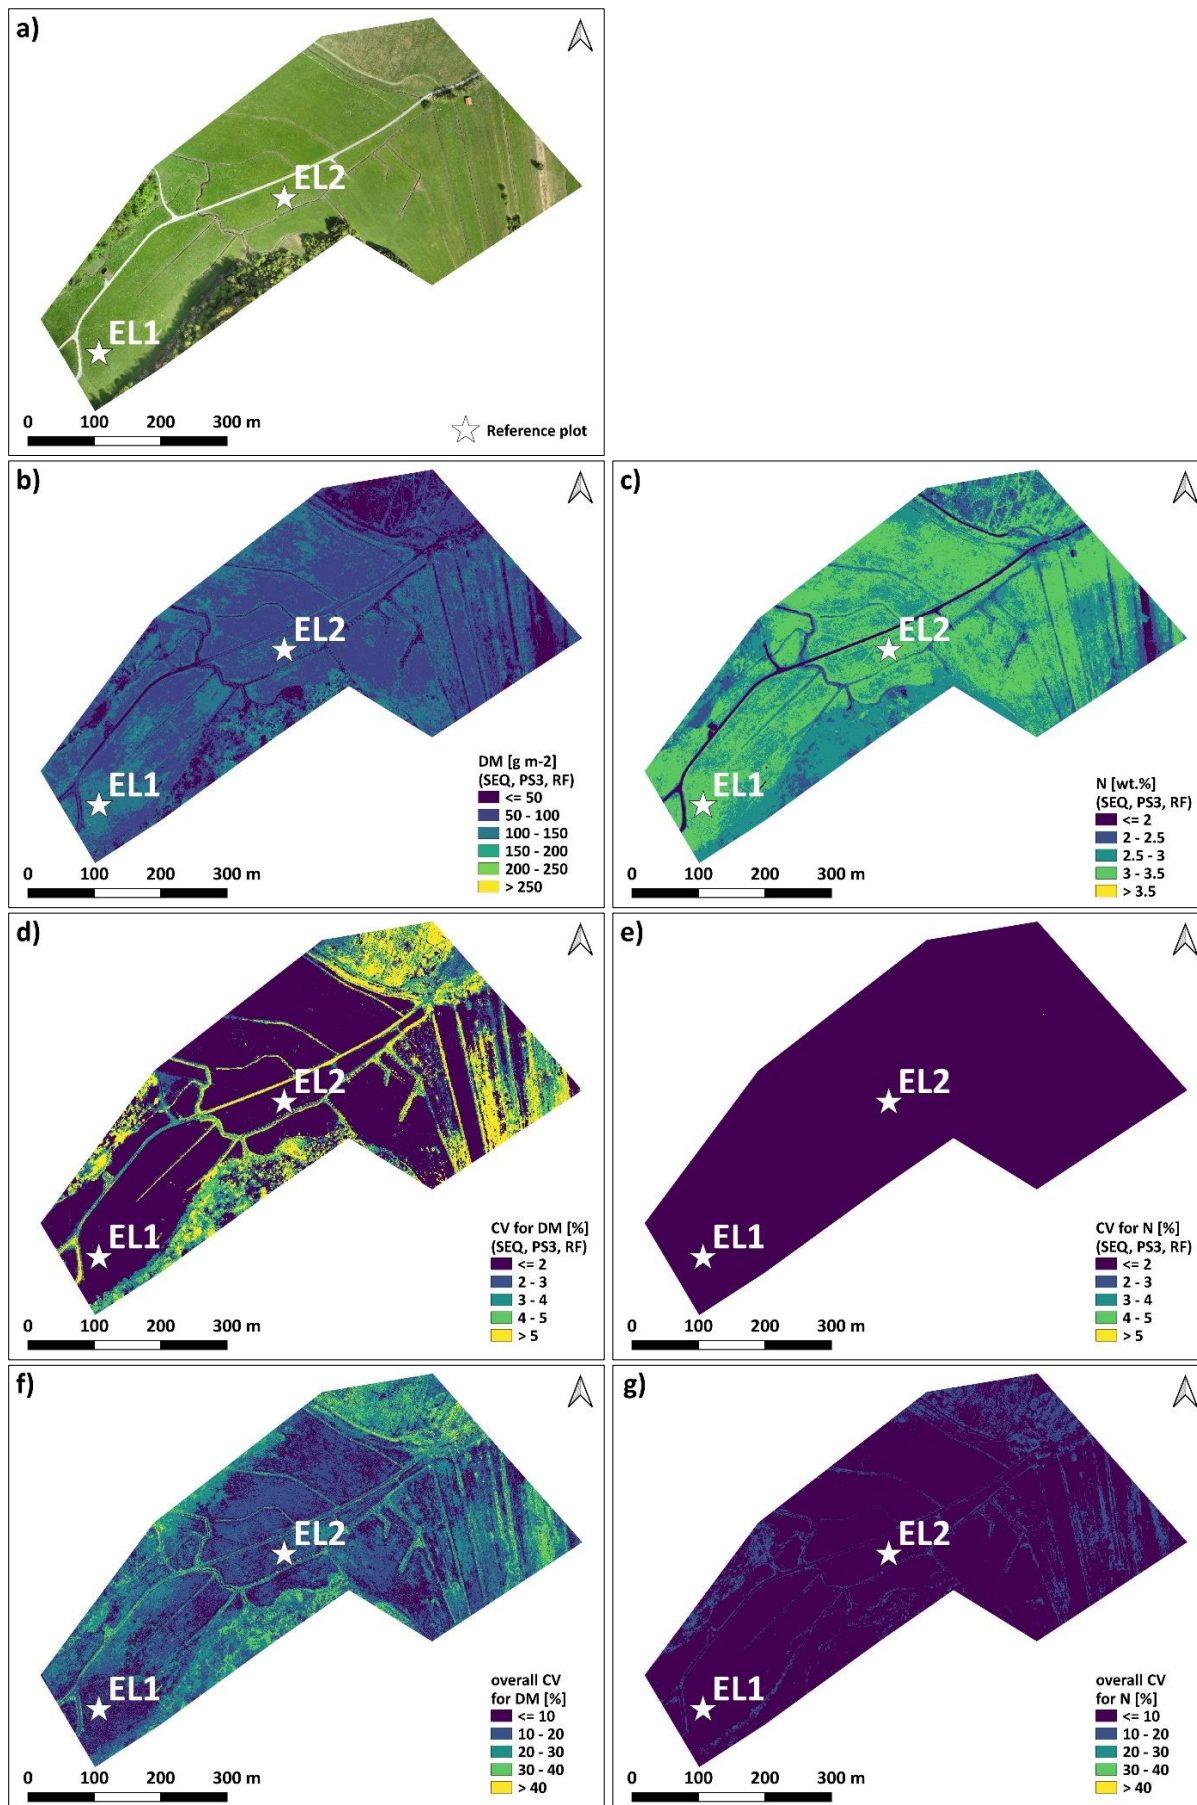 a)
EL2
EL1
0 100 200 300 m
Reference plot
b)
EL2
EL1
DM [g m-2]
(SEQ, PS3, RF)
<= 50
50 - 100
100 - 150
150 - 200
200 - 250
> 250
0 100 200 300 m
c)
EL2
EL1
N [wt.%]
(SEQ, PS3, RF)
<= 2
2 - 2.5
2.5 - 3
3 - 3.5
> 3.5
0 100 200 300 m
d)
EL2
EL1
CV for DM [%]
(SEQ, PS3, RF)
<= 2
2 - 3
3 - 4
4 - 5
> 5
0 100 200 300 m
e)
EL2
EL1
CV for N [%]
(SEQ, PS3, RF)
<= 2
2 - 3
3 - 4
4 - 5
> 5
0 100 200 300 m
f)
EL2
EL1
overall CV
for DM [%]
<= 10
10 - 20
20 - 30
30 - 40
> 40
0 100 200 300 m
g)
EL2
EL1
overall CV
for N [%]
<= 10
10 - 20
20 - 30
30 - 40
> 40
0 100 200 300 m